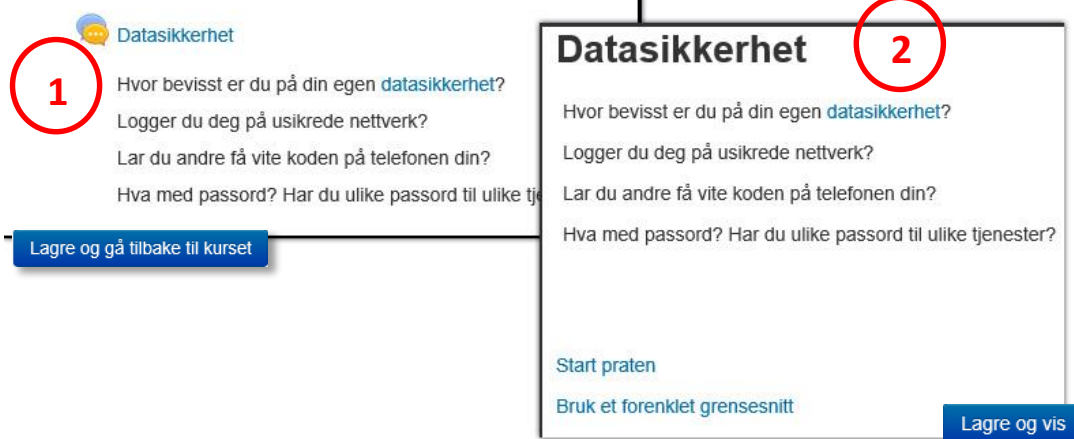 Datasikkerhet
1
Hvor bevisst er du på din egen datasikkerhet?
Logger du deg på usikrede nettverk?
Lar du andre få vite koden på telefonen din?
Hva med passord? Har du ulike passord til ulike tje
Lagre og gå tilbake til kurset
Datasikkerhet
2
Hvor bevisst er du på din egen datasikkerhet?
Logger du deg på usikrede nettverk?
Lar du andre få vite koden på telefonen din?
Hva med passord? Har du ulike passord til ulike tjenester?
Start praten
Bruk et forenklet grensesnitt
Lagre og vis